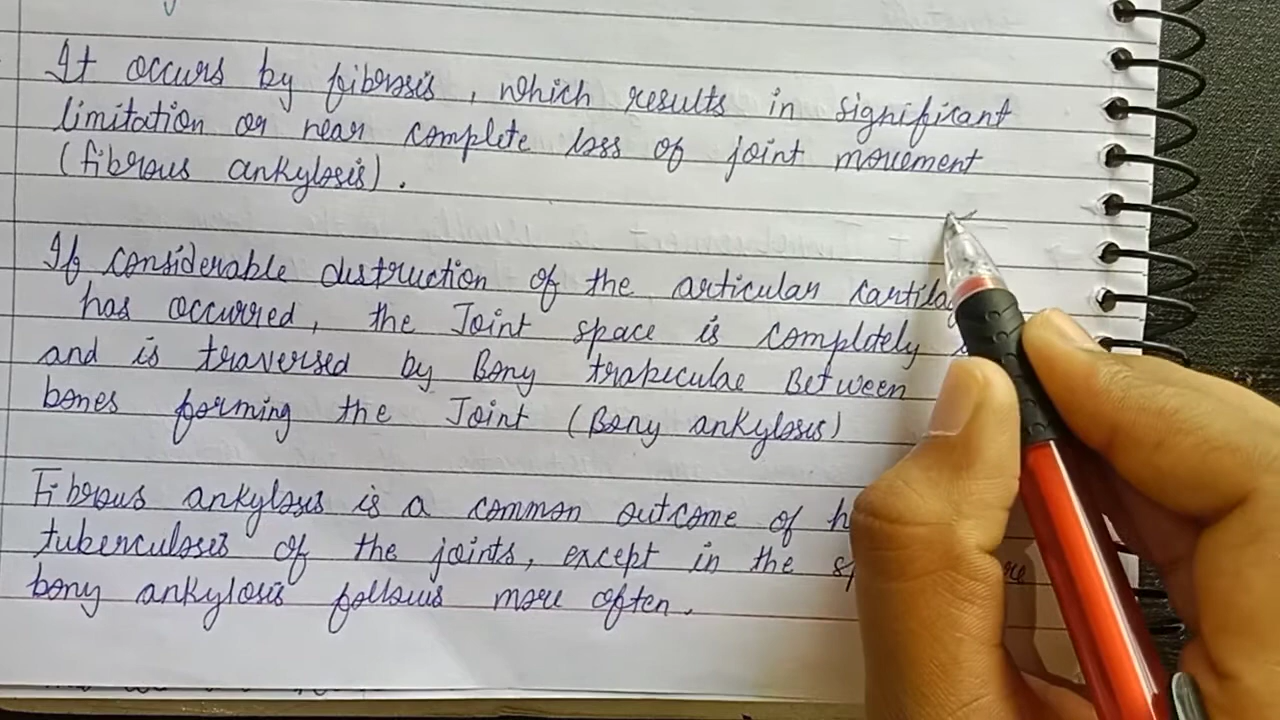 It occurs by fibrosis, which results in significant
limitation or near complete loss of joint movement
(fibrous ankylosis).
If considerable destruction of the articular
has occurred, the Joint space is completely
and is traversed by Bony trabeculae Between
bones forming the Joint (Bony ankylosis)
Fibrous ankylosis is a common outcome of
tuberculosis of the joints, except in the
bony ankylosis follows more often.